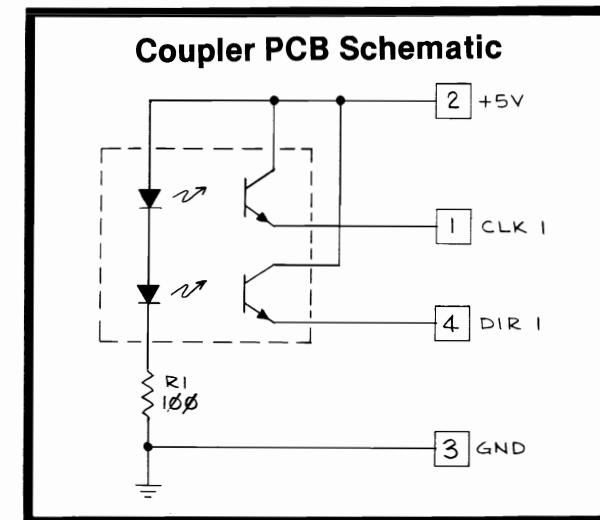 Coupler PCB Schematic
2 +5V
1 CLK 1
4 DIR 1
R1
100
3 GND